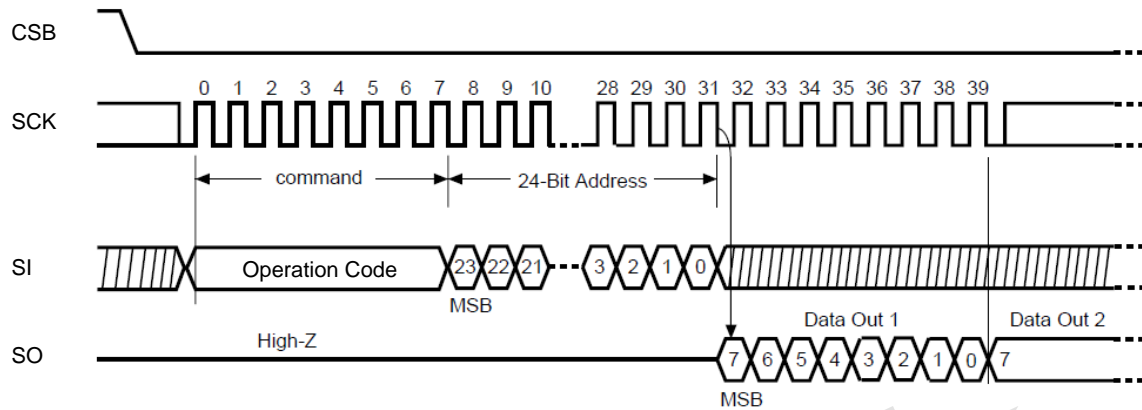 CSB
0 1 2 3 4 5 6 7 8 9 10 28 29 30 31 32 33 34 35 36 37 38 39
SCK
command 24-Bit Address
SI Operation Code 23 22 21 3 2 1 0
MSB
Data Out 1 Data Out 2
High-Z
SO 7 6 5 4 3 2 1 0 7
MSB